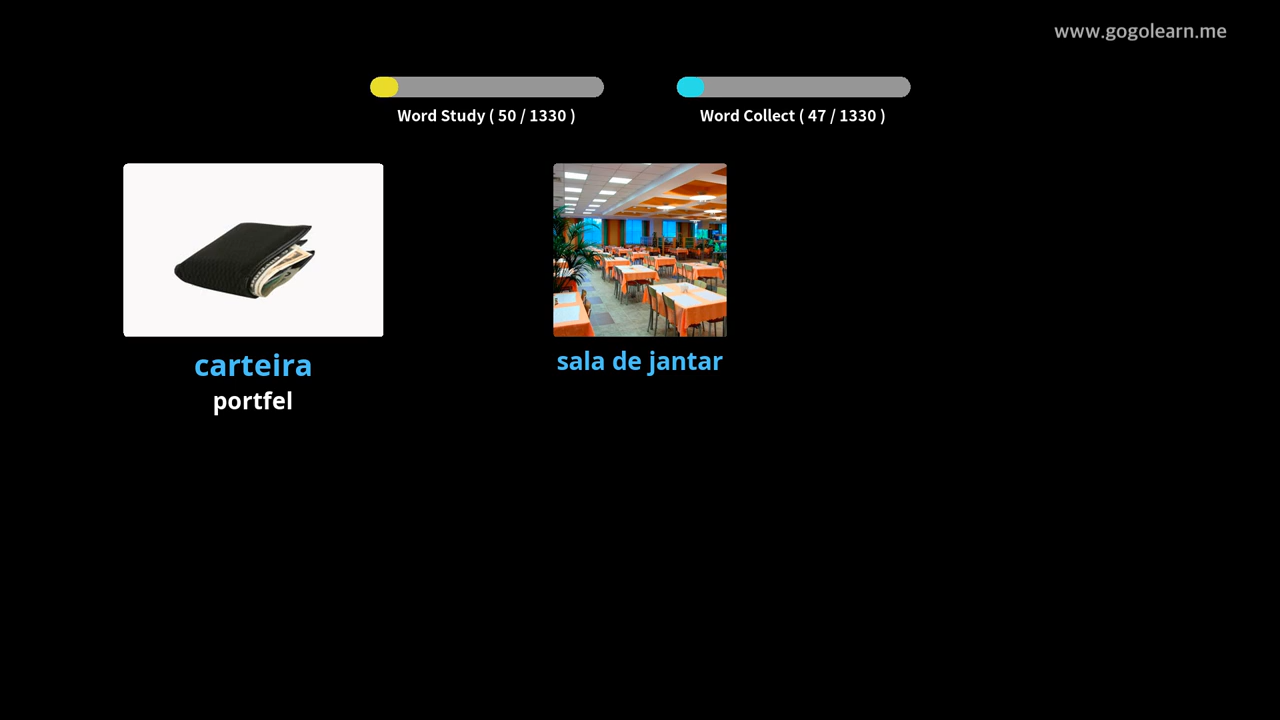 www.gogolearn.me
Word Study ( 50 / 1330 )
Word Collect ( 47 / 1330 )
carteira
portfel
sala de jantar